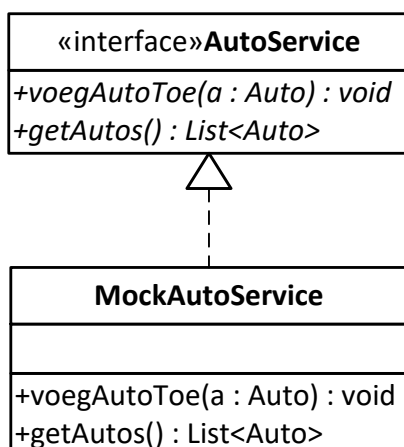 «interface»AutoService
+voegAutoToe(a : Auto) : void
+getAutos() : List<Auto>
MockAutoService
+voegAutoToe(a : Auto) : void
+getAutos() : List<Auto>